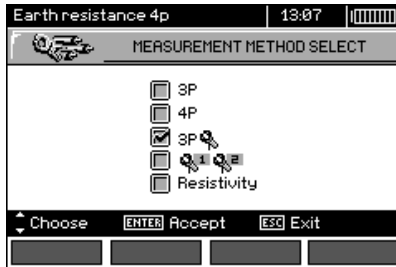 Earth resistance 4p 13:07
MEASUREMENT METHOD SELECT
3P
4P
3P
1 2
Resistivity
Choose ENTER Accept ESC Exit